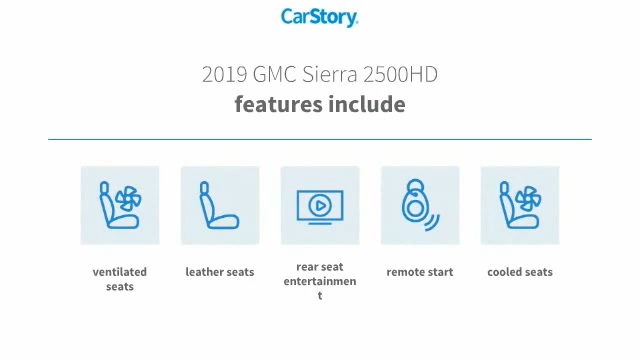 CarStory
2019 GMC Sierra 2500HD
features include
ventilated
seats
leather seats
rear seat
entertainmen
t
remote start
cooled seats